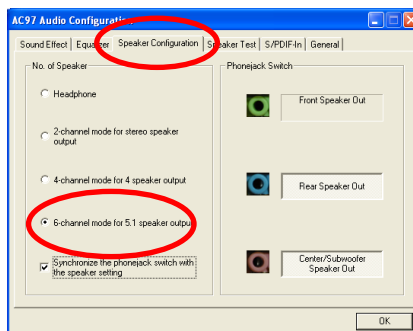 AC97 Audio Configuration
Sound Effect Equalizer Speaker Configuration Speaker Test S/PDIF-In General
No. of Speaker
Headphone
2-channel mode for stereo speaker
output
4-channel mode for 4 speaker output
6-channel mode for 5.1 speaker output
Synchronize the phonejack switch with
the speaker setting
Phonejack Switch
Front Speaker Out
Rear Speaker Out
Center/Subwoofer
Speaker Out
OK